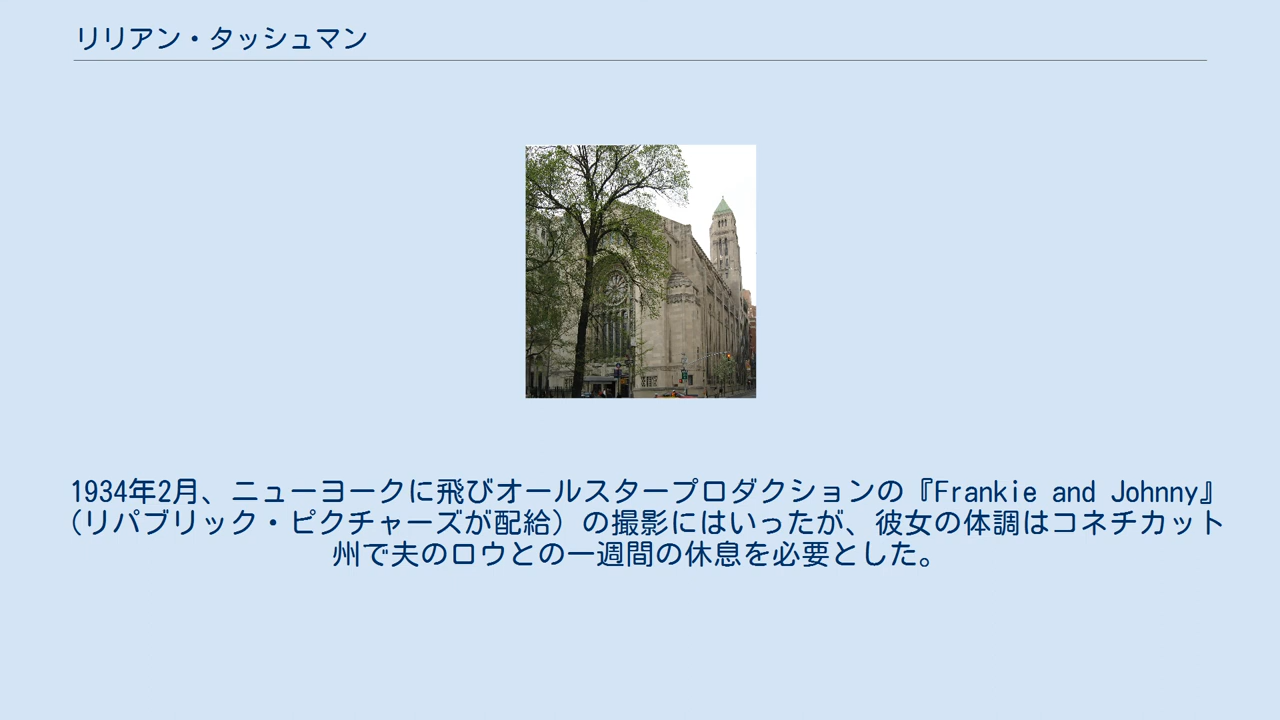 リリアン・タッシュマン
1934年2月、ニューヨークに飛びオールスタープロダクションの『Frankie and Johnny』
(リパブリック・ピクチャーズが配給）の撮影にはいったが、彼女の体調はコネチカット
州で夫のロウとの一週間の休息を必要とした。